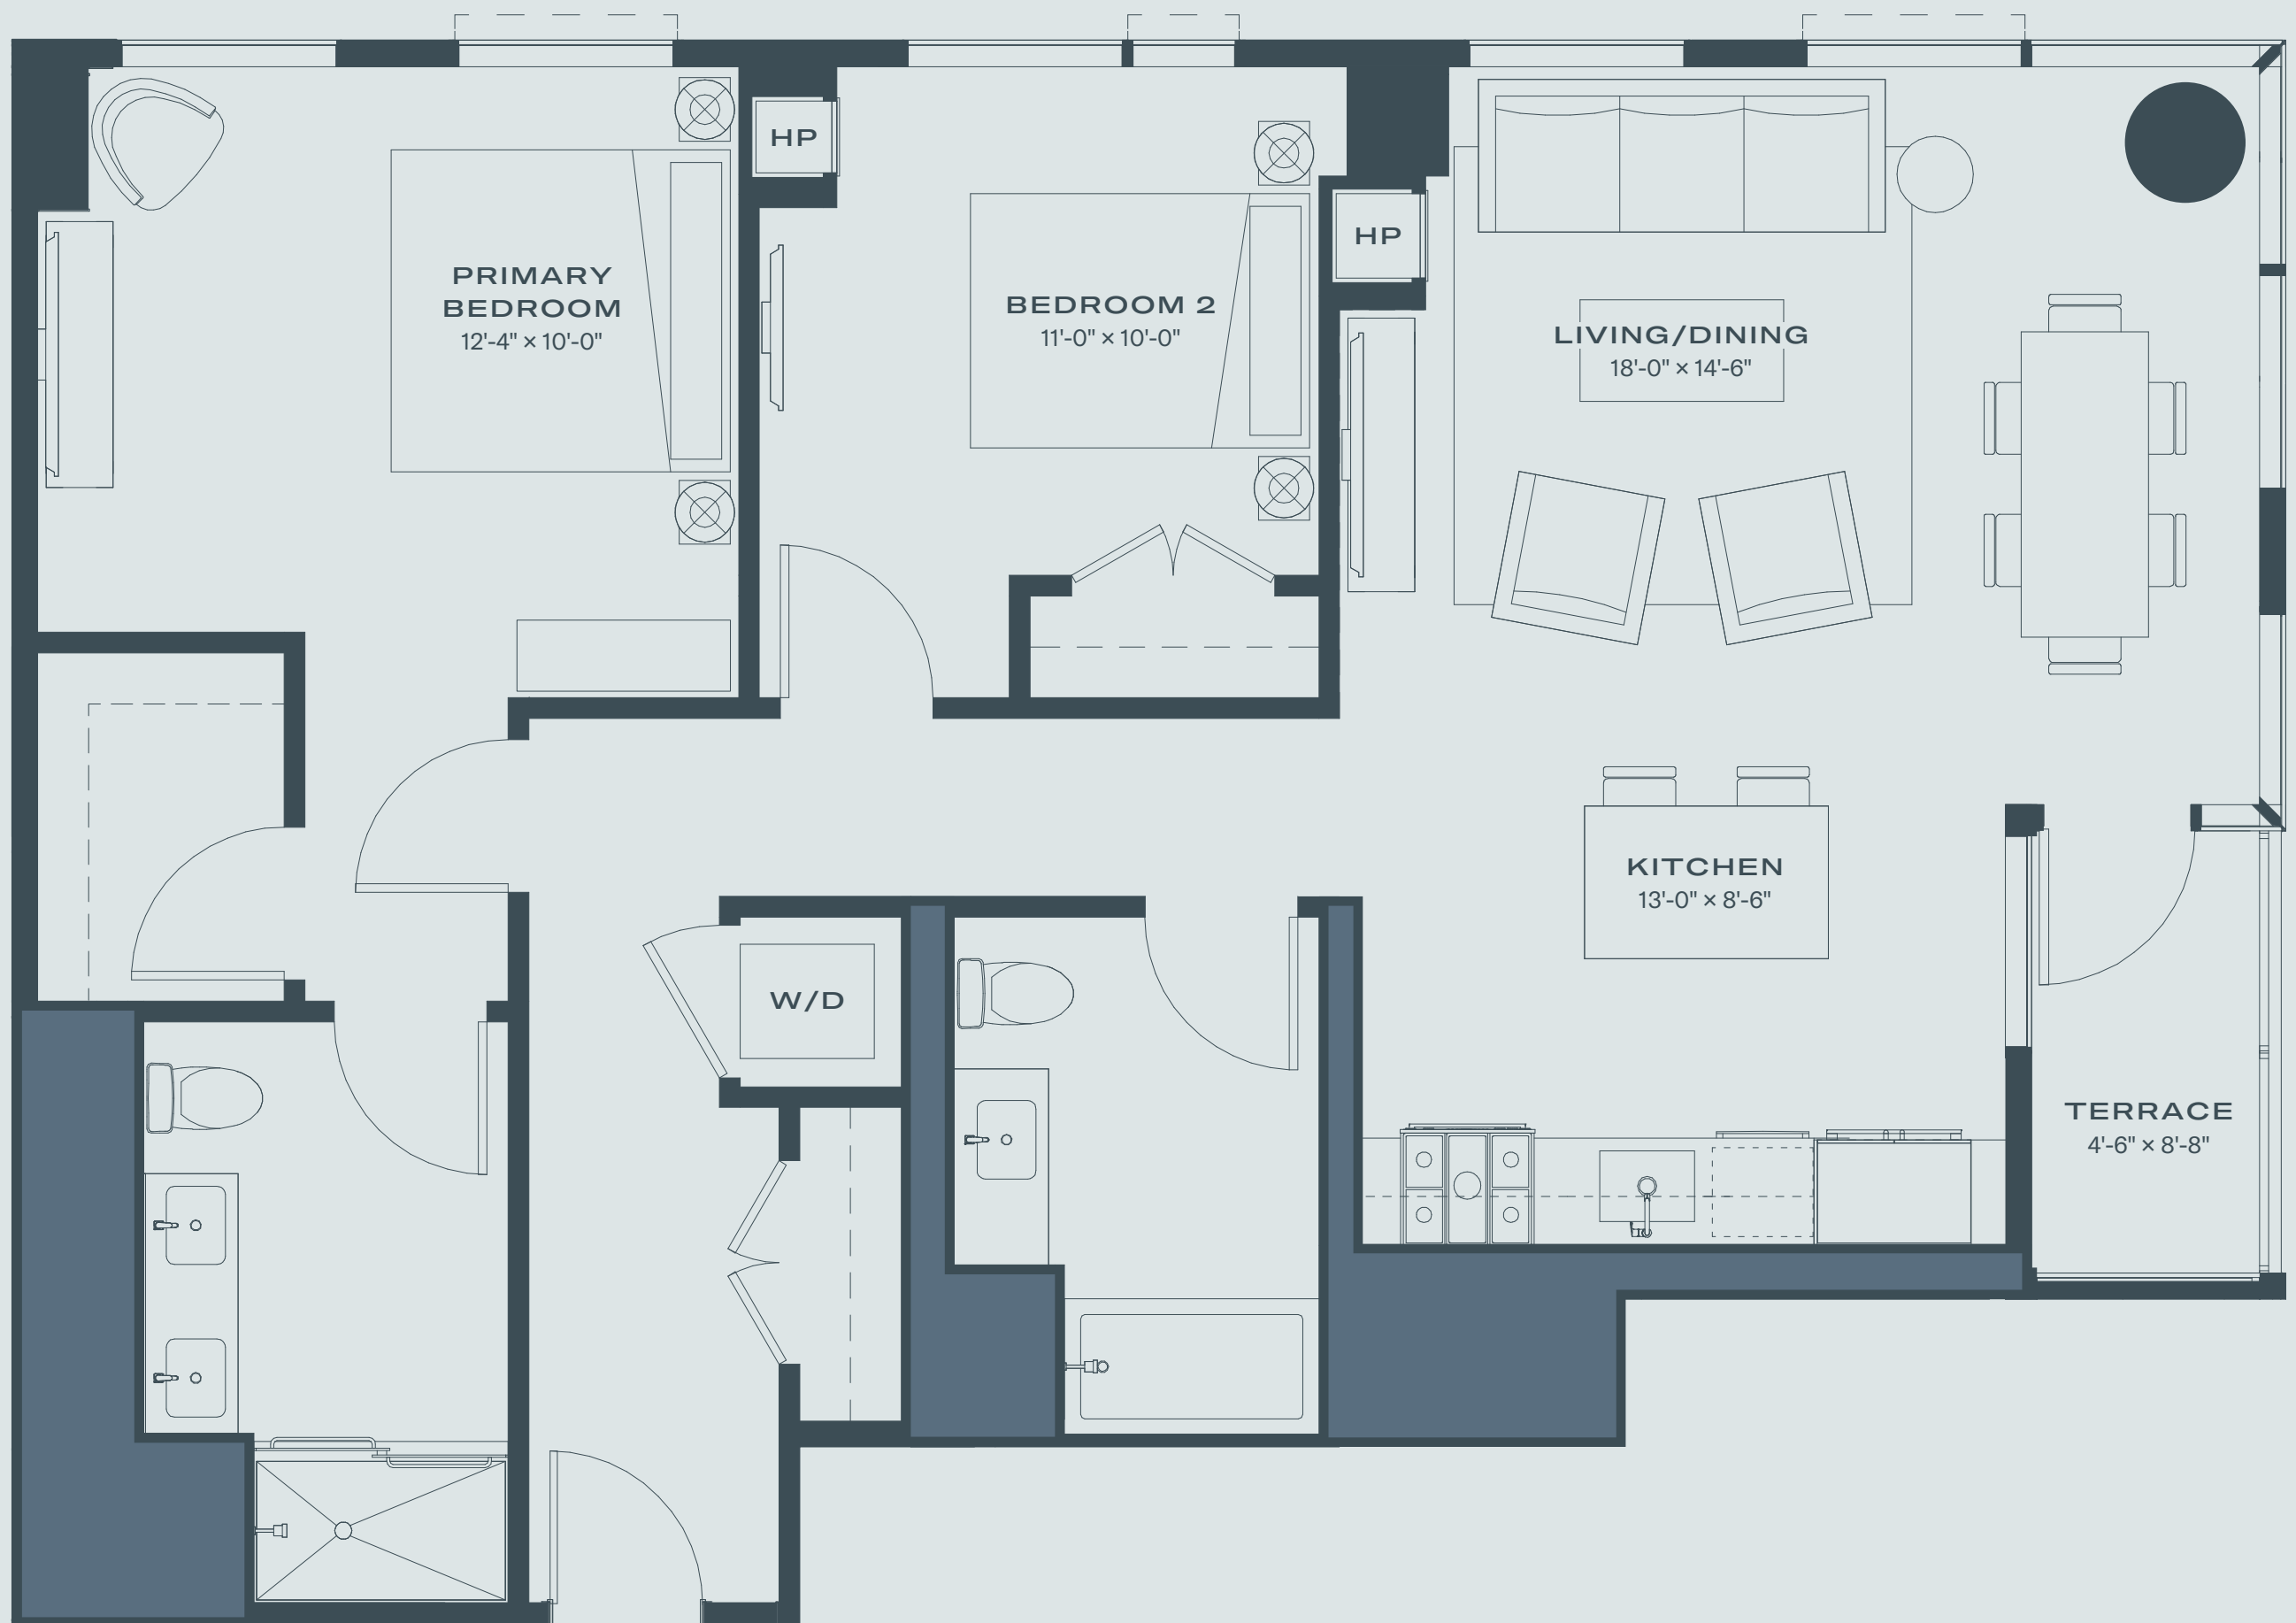 HP
HP
PRIMARY
BEDROOM
12'-4" × 10'-0"
BEDROOM 2
11'-0" × 10'-0"
LIVING/DINING
18'-0" × 14'-6"
KITCHEN
13'-0" × 8'-6"
W/D
TERRACE
4'-6" × 8'-8"